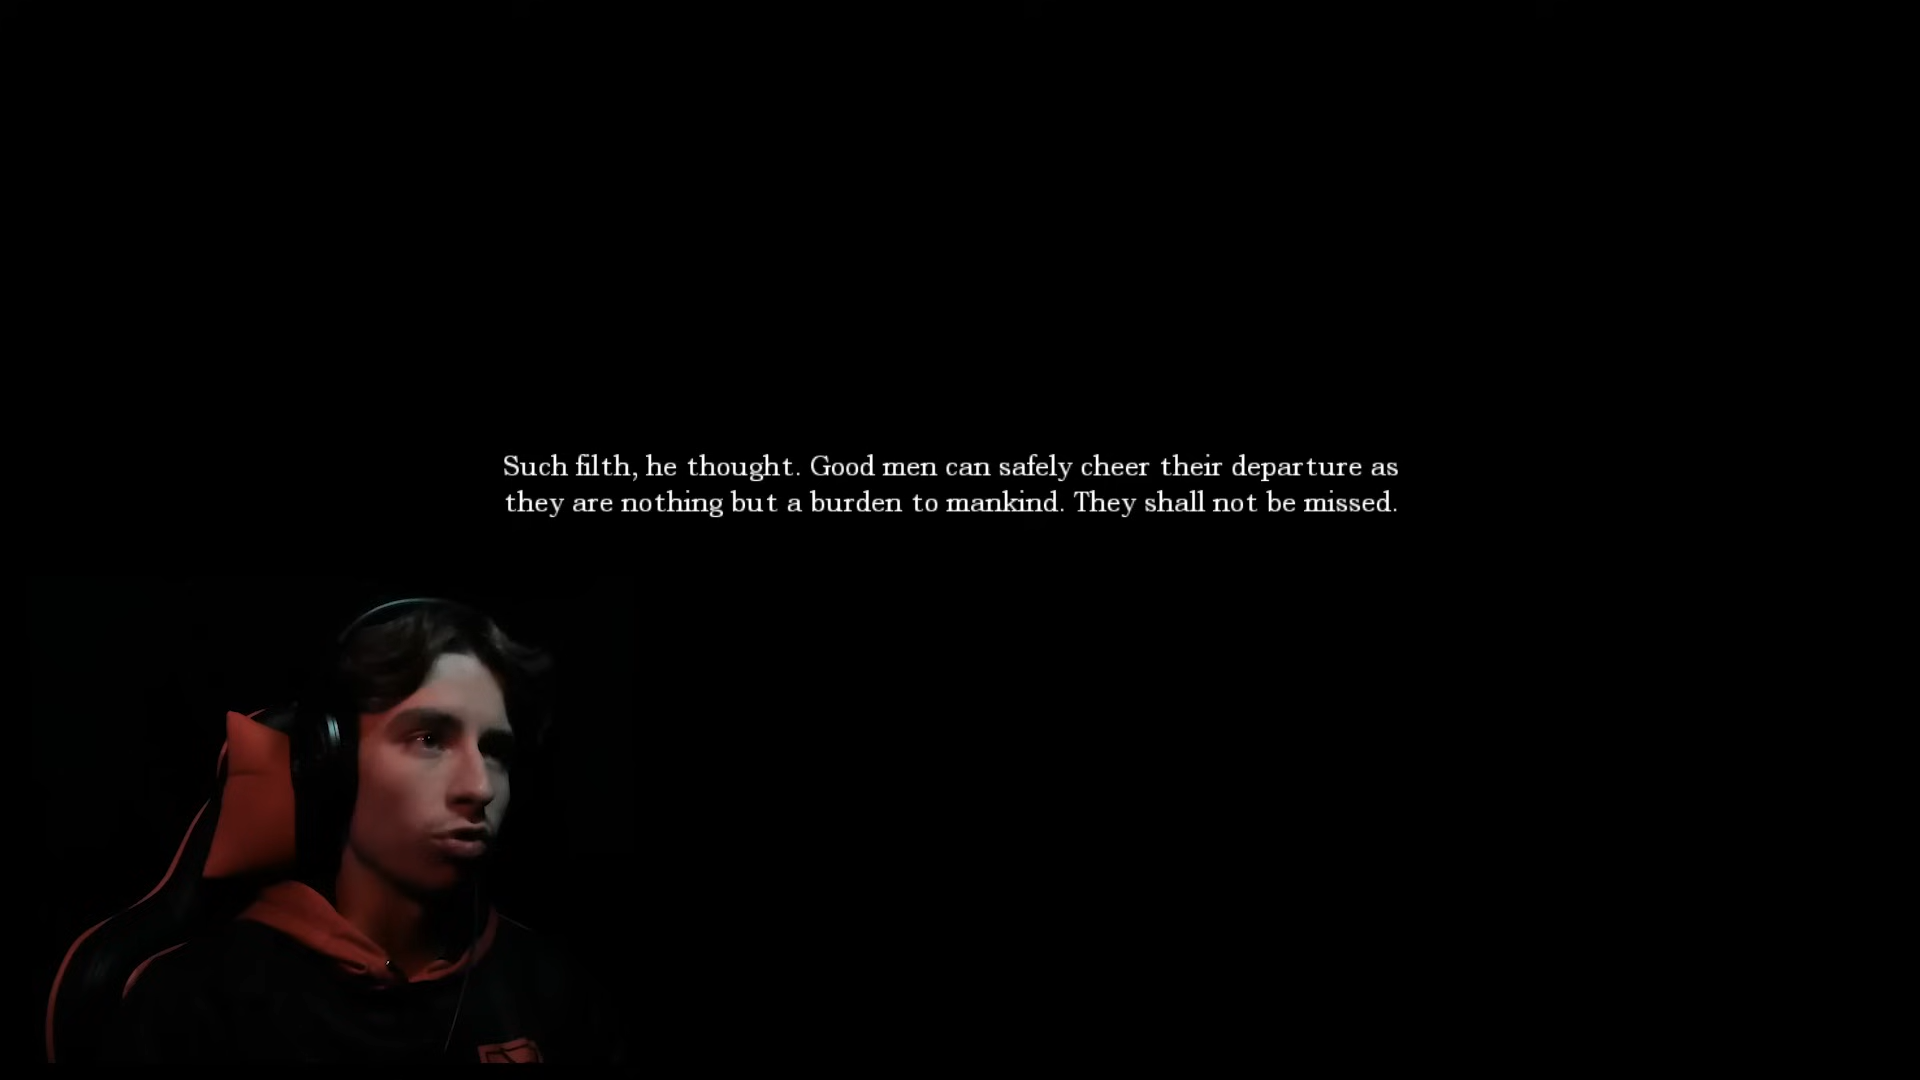 Such filth, he thought. Good men can safely cheer their departure as
they are nothing but a burden to mankind. They shall not be missed.